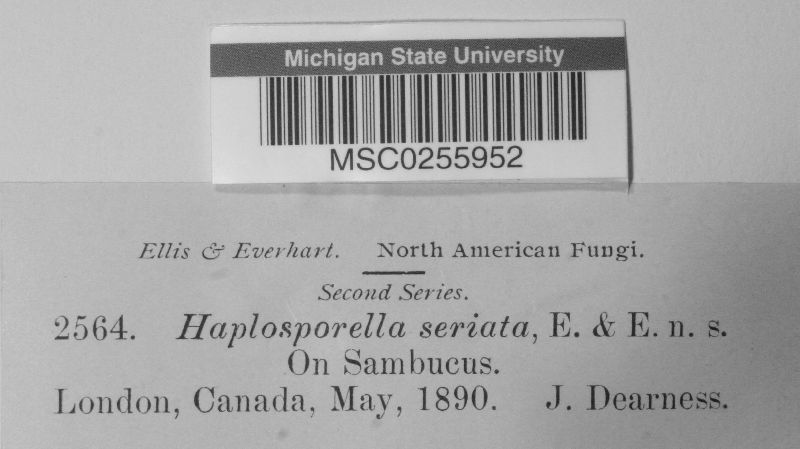 Michigan State University
MSC0255952
Ellis & Everhart. North American Fungi.
Second Series.
2564. Haplosporella seriata, E. & E. n. s.
On Sambucus.
London, Canada, May, 1890. J. Dearness.